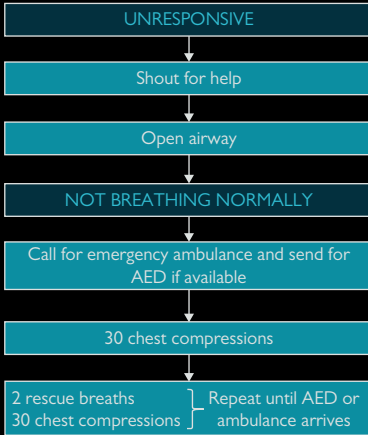 UNRESPONSIVE
Shout for help
Open airway
NOT BREATHING NORMALLY
Call for emergency ambulance and send for
AED if available
30 chest compressions
2 rescue breaths
30 chest compressions
Repeat until AED or
ambulance arrives